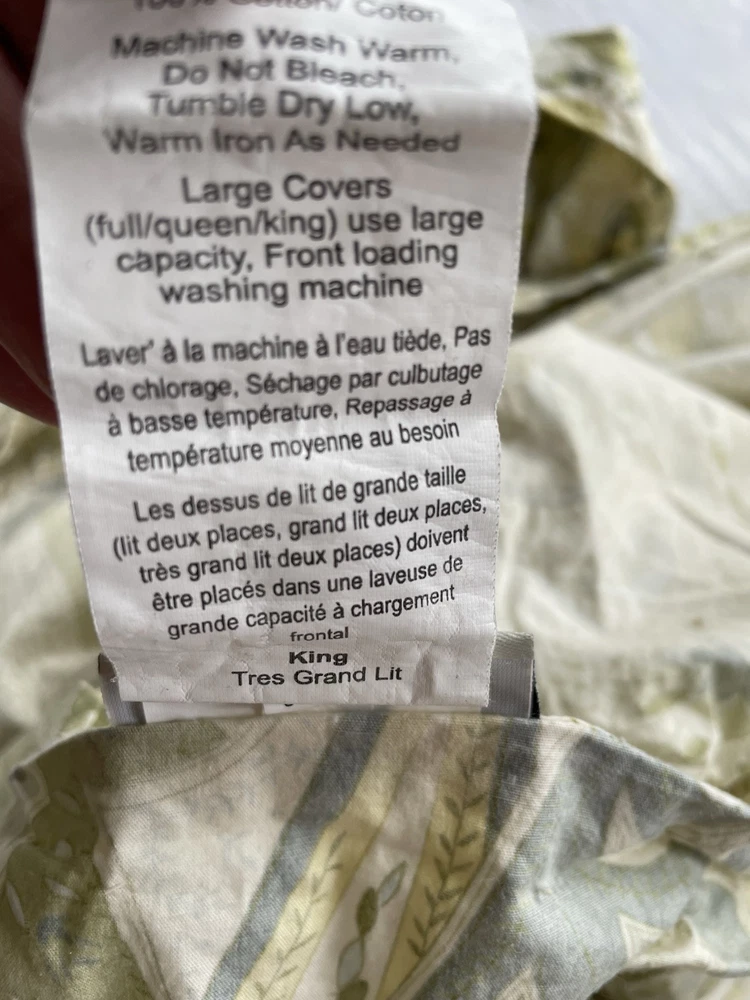 100% Cotton/ Coton
Machine Wash Warm,
Do Not Bleach,
Tumble Dry Low,
Warm Iron As Needed
Large Covers
(full/queen/king) use large
capacity, Front loading
washing machine
Laver' à la machine à l'eau tiède, Pas
de chlorage, Séchage par culbutage
à basse température, Repassage à
température moyenne au besoin
Les dessus de lit de grande taille
(lit deux places, grand lit deux places,
très grand lit deux places) doivent
être placés dans une laveuse de
grande capacité à chargement
frontal
King
Tres Grand Lit